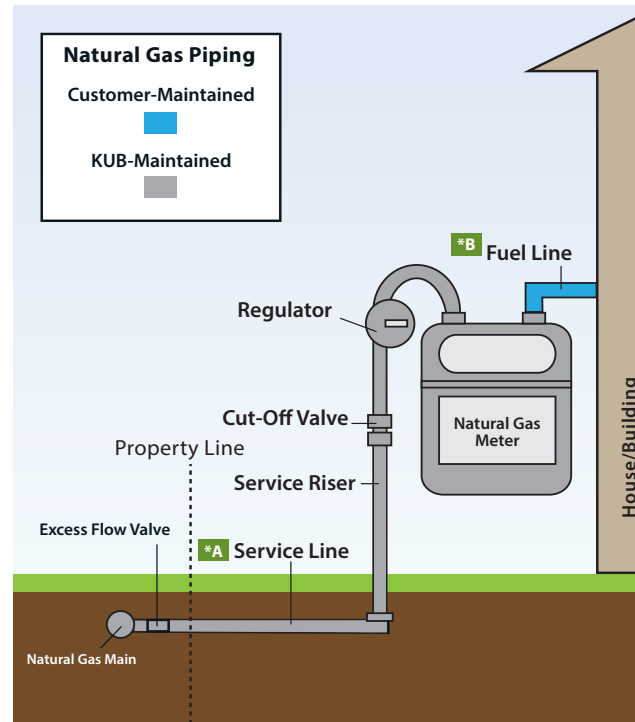 Natural Gas Piping
Customer-Maintained
KUB-Maintained
*B Fuel Line
Regulator
Cut-Off Valve
Natural Gas
Meter
Property Line
Service Riser
House/Building
Excess Flow Valve
*A Service Line
Natural Gas Main